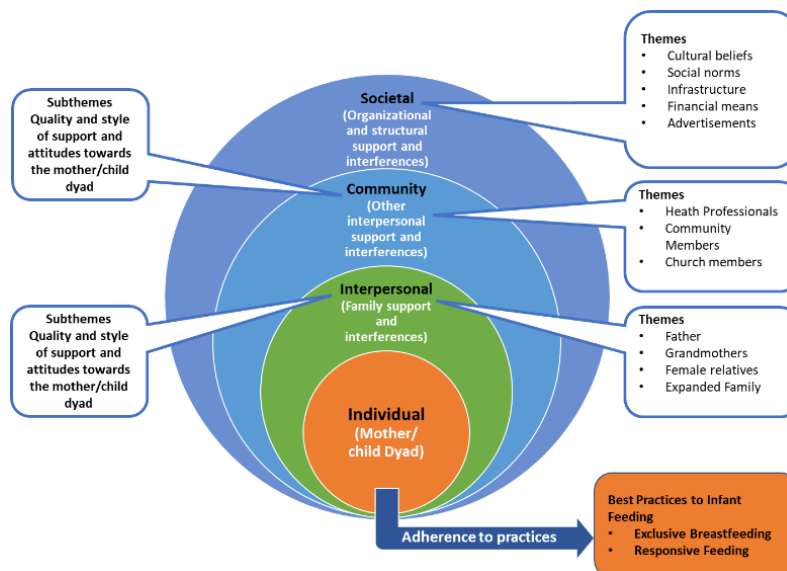 Themes
• Cultural beliefs
• Social norms
• Infrastructure
• Financial means
• Advertisements
Subthemes
Quality and style
of support and
attitudes towards
the mother/child
dyad
Societal
(Organizational
and structural
support and
interferences)
Community
(Other
interpersonal
support and
interferences)
Themes
• Heath Professionals
• Community
Members
• Church members
Subthemes
Quality and style
of support and
attitudes towards
the mother/child
dyad
Interpersonal
(Family support
and
interferences)
Themes
• Father
• Grandmothers
• Female relatives
• Expanded Family
Individual
(Mother/
child Dyad)
Adherence to practices
Best Practices to Infant
Feeding
• Exclusive Breastfeeding
• Responsive Feeding